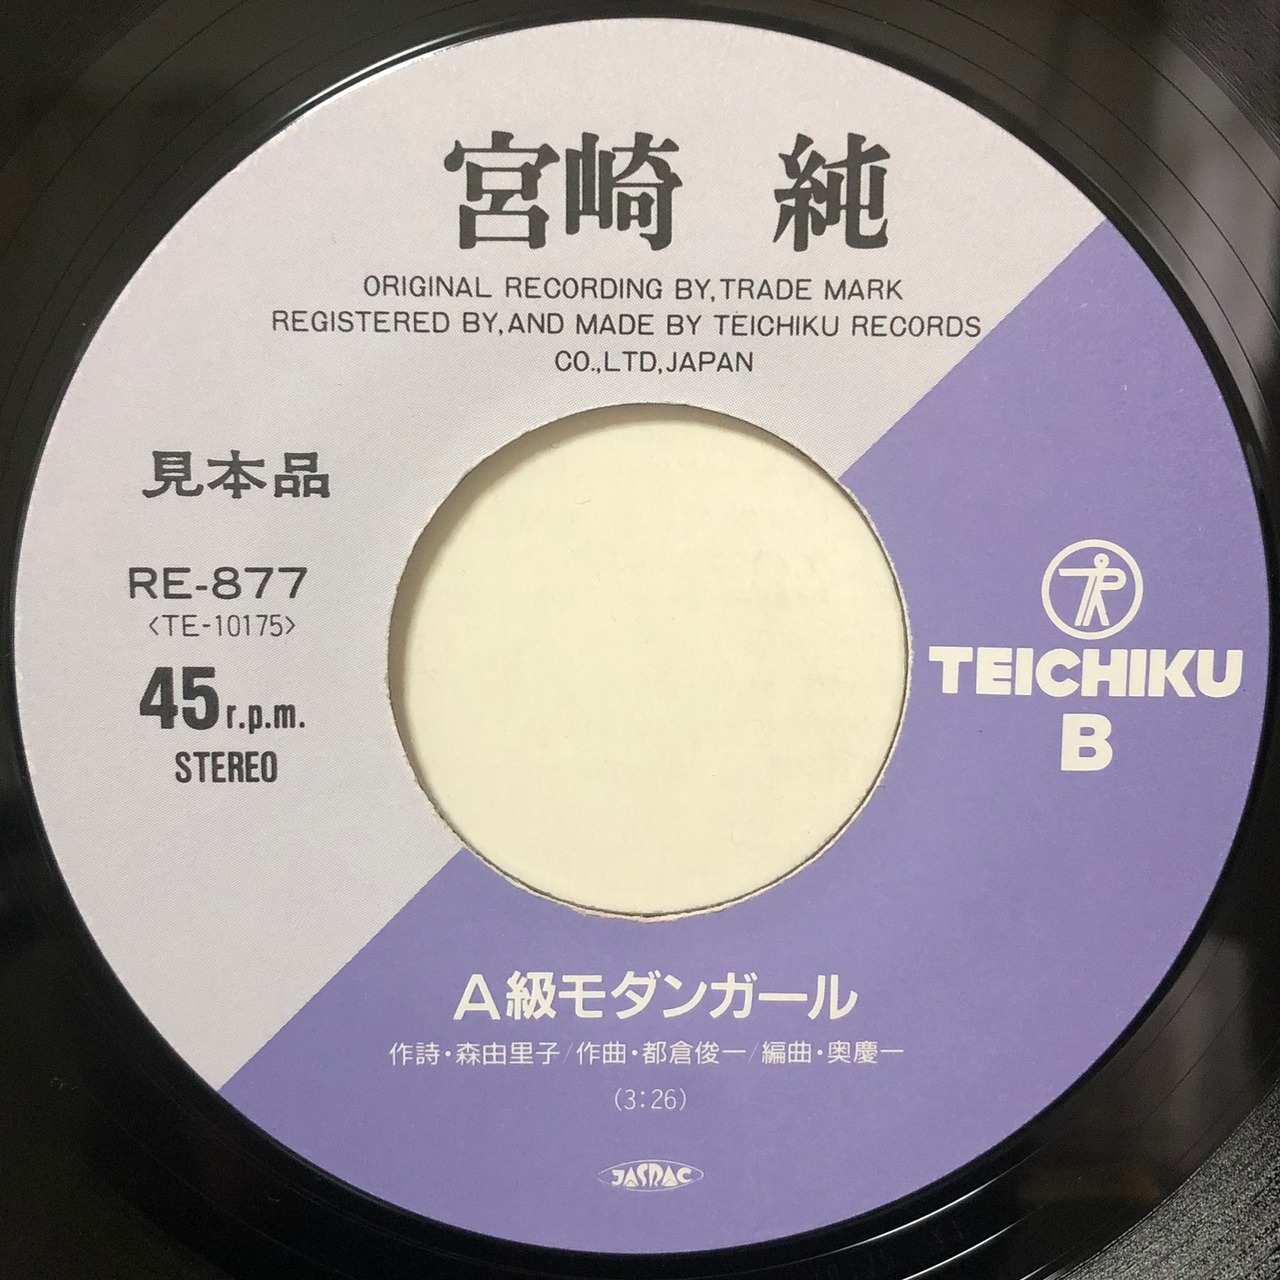 宮崎 純
ORIGINAL RECORDING BY,TRADE MARK
REGISTERED BY,AND MADE BY TEICHIKU RECORDS
CO.,LTD,JAPAN
見本品
RE-877
<TE-10175>
45 r.p.m.
STEREO
TEICHIKU
B
A級モダンガール
作詩・森由里子/作曲・都倉俊一/編曲・奥慶一
(3:26)
JASRAC